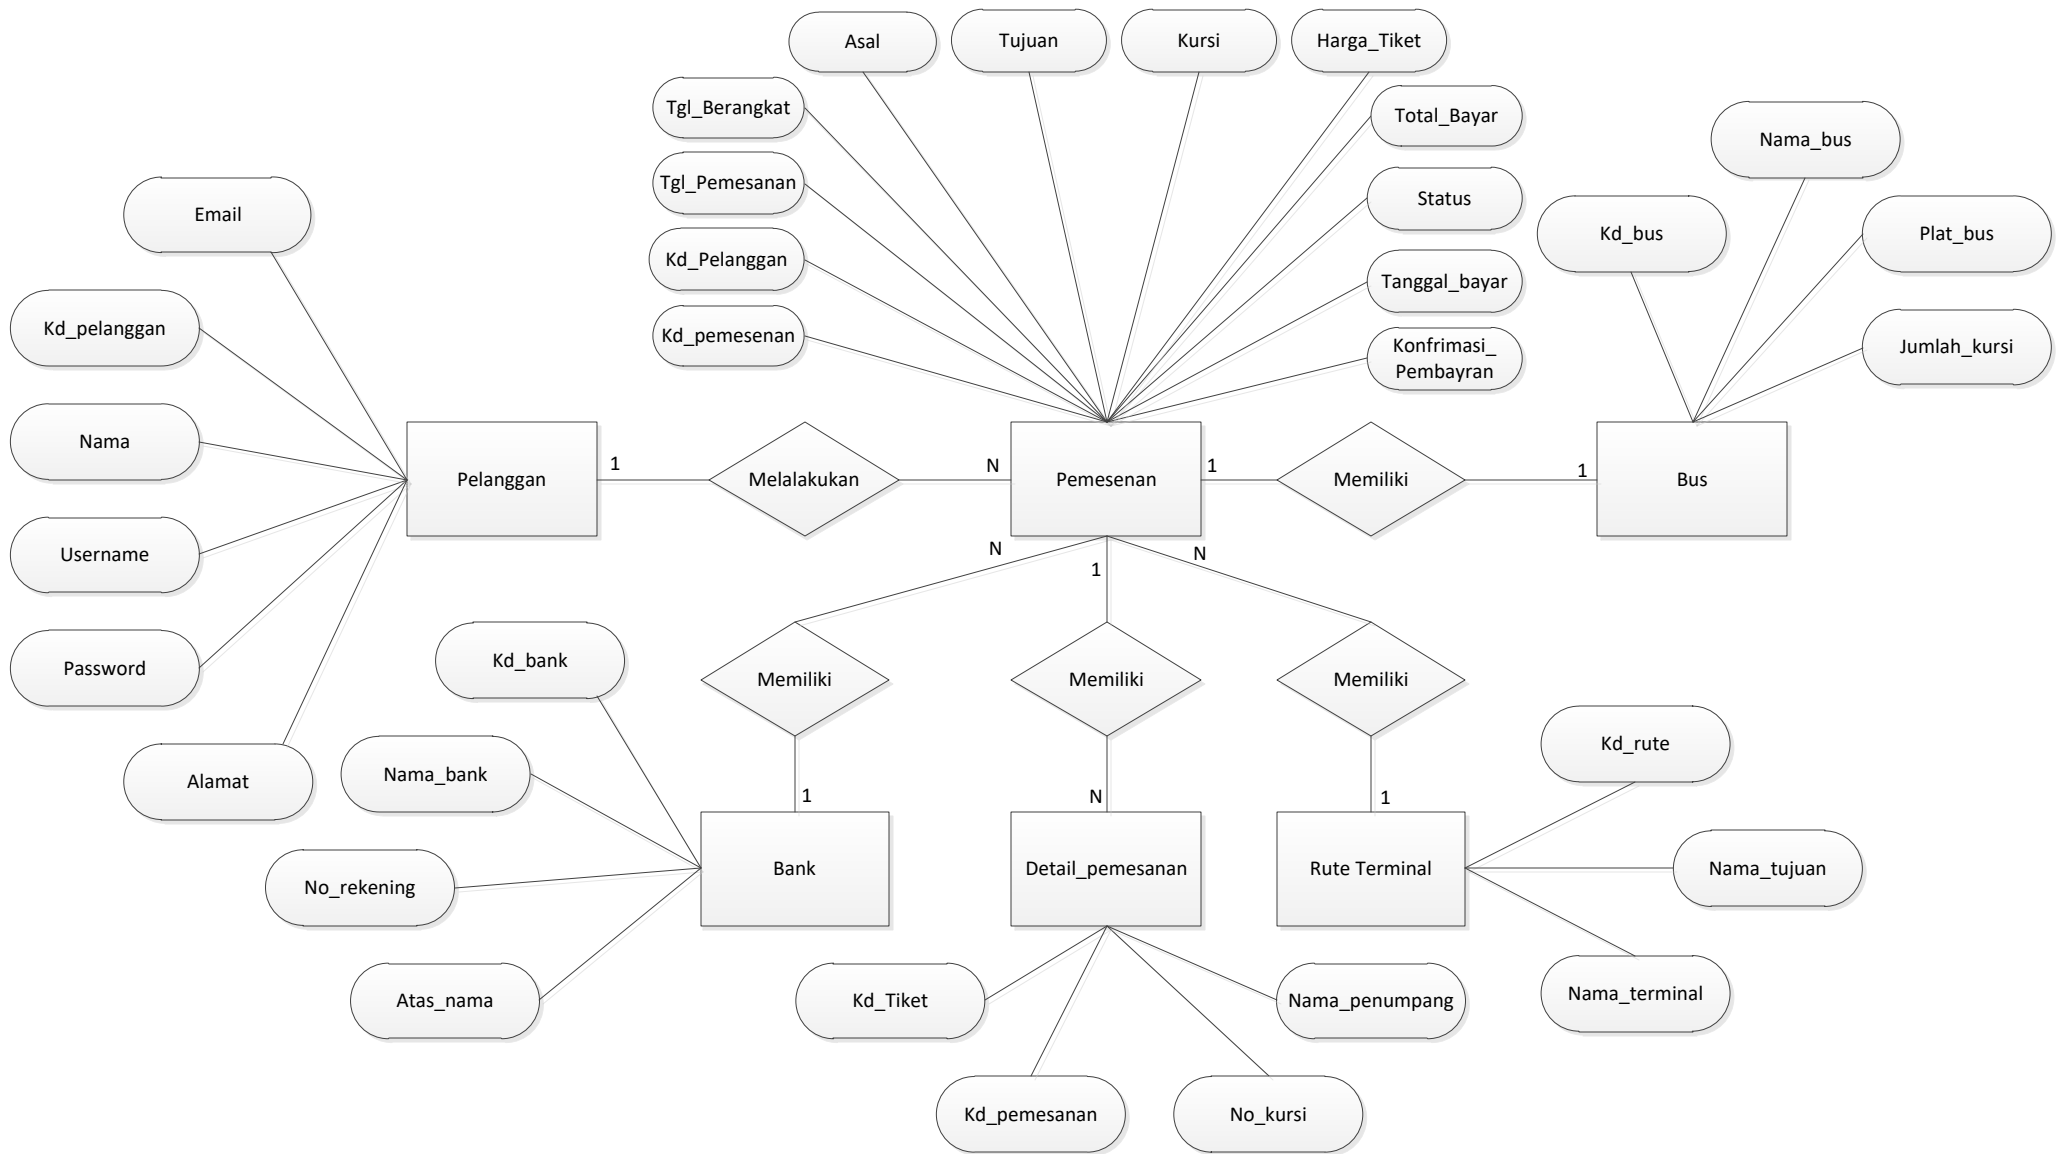 Asal
Tujuan
Kursi
Harga_Tiket
Tgl_Berangkat
Total_Bayar
Nama_bus
Tgl_Pemesanan
Status
Email
Kd_bus
Plat_bus
Kd_Pelanggan
Tanggal_bayar
Kd_pelanggan
Kd_pemesenan
Konfrimasi_
Pembayran
Jumlah_kursi
Nama
Pelanggan
1
Melalakukan
N
Pemesenan
1
Memiliki
1
Bus
Username
N
1
N
Password
Kd_bank
Memiliki
Memiliki
Memiliki
Alamat
Nama_bank
Kd_rute
1
N
1
No_rekening
Bank
Detail_pemesanan
Rute Terminal
Nama_tujuan
Atas_nama
Kd_Tiket
Nama_penumpang
Nama_terminal
Kd_pemesanan
No_kursi